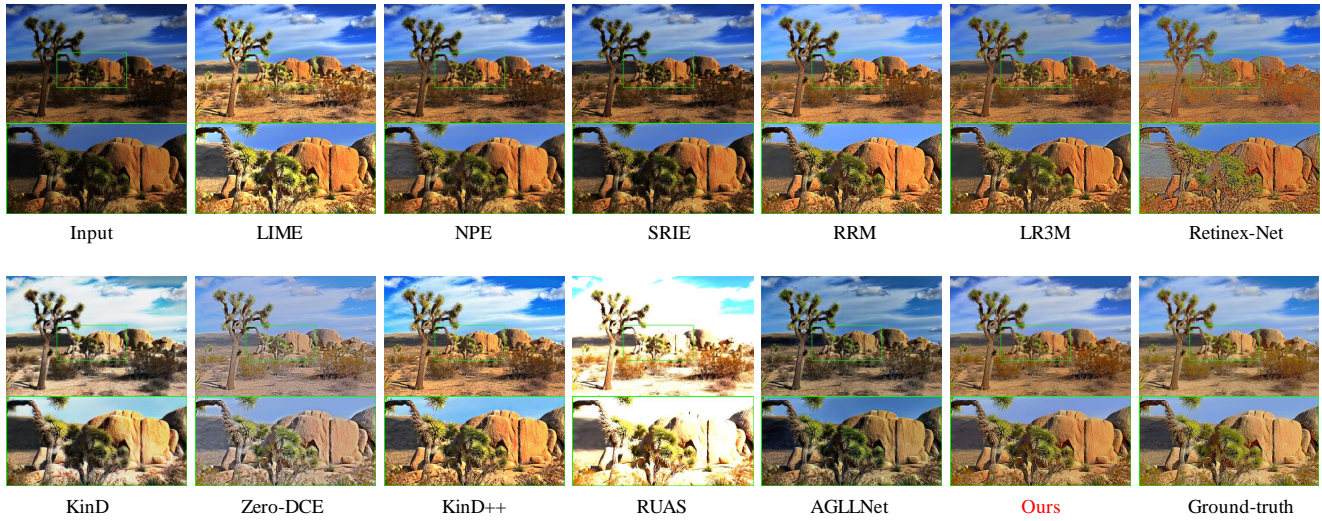 Input LIME NPE SRIE RRM LR3M Retinex-Net
KinD Zero-DCE KinD++ RUAS AGLLNet Ours Ground-truth